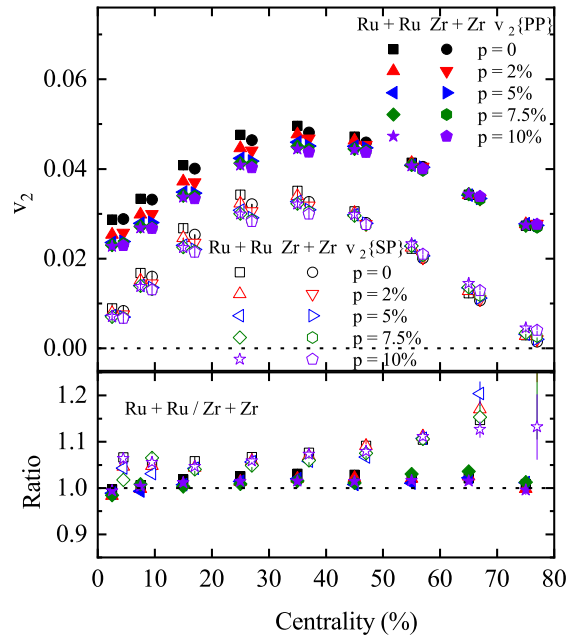 Ru + Ru Zr + Zr v 2{PP}
p = 0
p = 2%
p = 5%
p = 7.5%
p = 10%
0.06
0.04
0.02
0.00
v2
Ru + Ru Zr + Zr v2{SP}
p = 0
p = 2%
p = 5%
p = 7.5%
p = 10%
1.2
1.1
1.0
0.9
Ratio
Ru + Ru / Zr + Zr
0 10 20 30 40 50 60 70 80
Centrality (%)